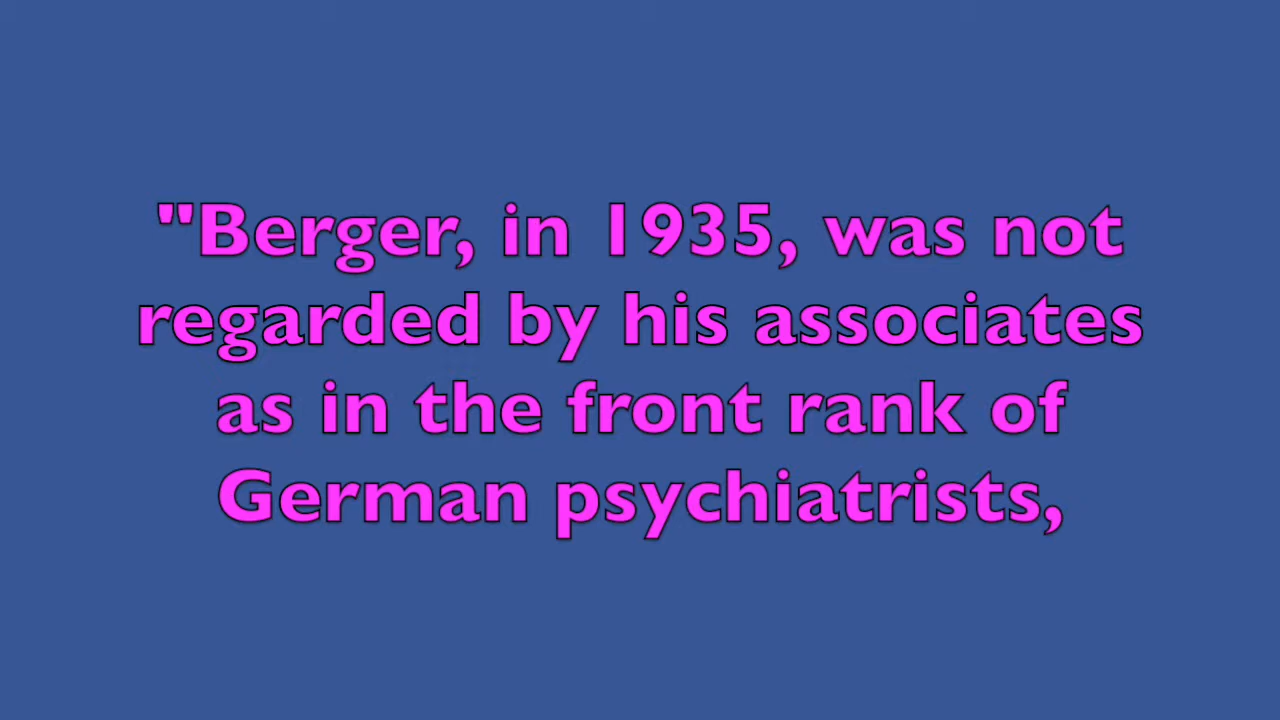 "Berger, in 1935, was not
regarded by his associates
as in the front rank of
German psychiatrists,